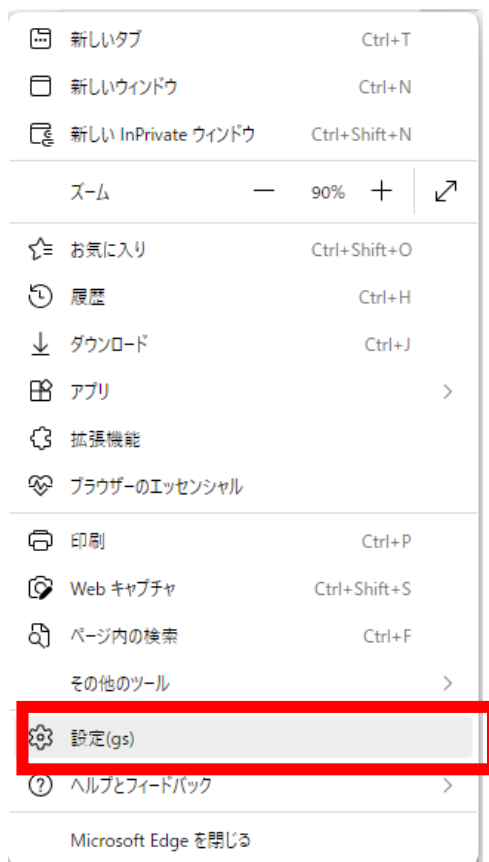 新しいタブ Ctrl+T
新しいウィンドウ Ctrl+N
新しい InPrivate ウィンドウ Ctrl+Shift+N
ズーム — 90% +
お気に入り Ctrl+Shift+O
履歴 Ctrl+H
ダウンロード Ctrl+J
アプリ
拡張機能
ブラウザーのエッセンシャル
印刷 Ctrl+P
Web キャプチャ Ctrl+Shift+S
ページ内の検索 Ctrl+F
その他のツール
設定(gs)
ヘルプとフィードバック
Microsoft Edge を閉じる